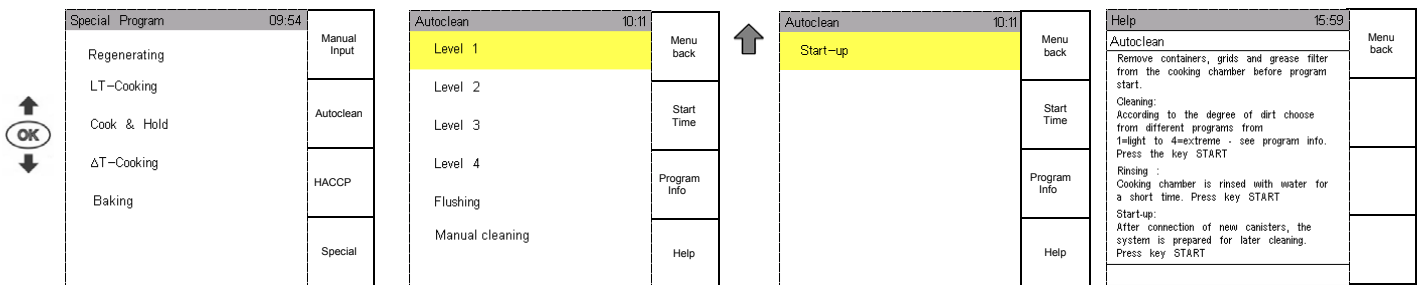 OK
Special Program 09:54
Regenerating
LT-Cooking
Cook & Hold
ΔT-Cooking
Baking
Manual
Input
Autoclean
HACCP
Special
Autoclean 10:11
Level 1
Level 2
Level 3
Level 4
Flushing
Manual cleaning
Menu
back
Start
Time
Program
Info
Help
Autoclean 10:11
Start-up
Menu
back
Start
Time
Program
Info
Help
Help 15:59
Autoclean
Remove containers, grids and grease filter
from the cooking chamber before program
start.
Cleaning:
According to the degree of dirt choose
from different programs from
1=light to 4=extreme - see program info.
Press the key START
Rinsing :
Cooking chamber is rinsed with water for
a short time. Press key START
Start-up:
After connection of new canisters, the
system is prepared for later cleaning.
Press key START
Menu
back